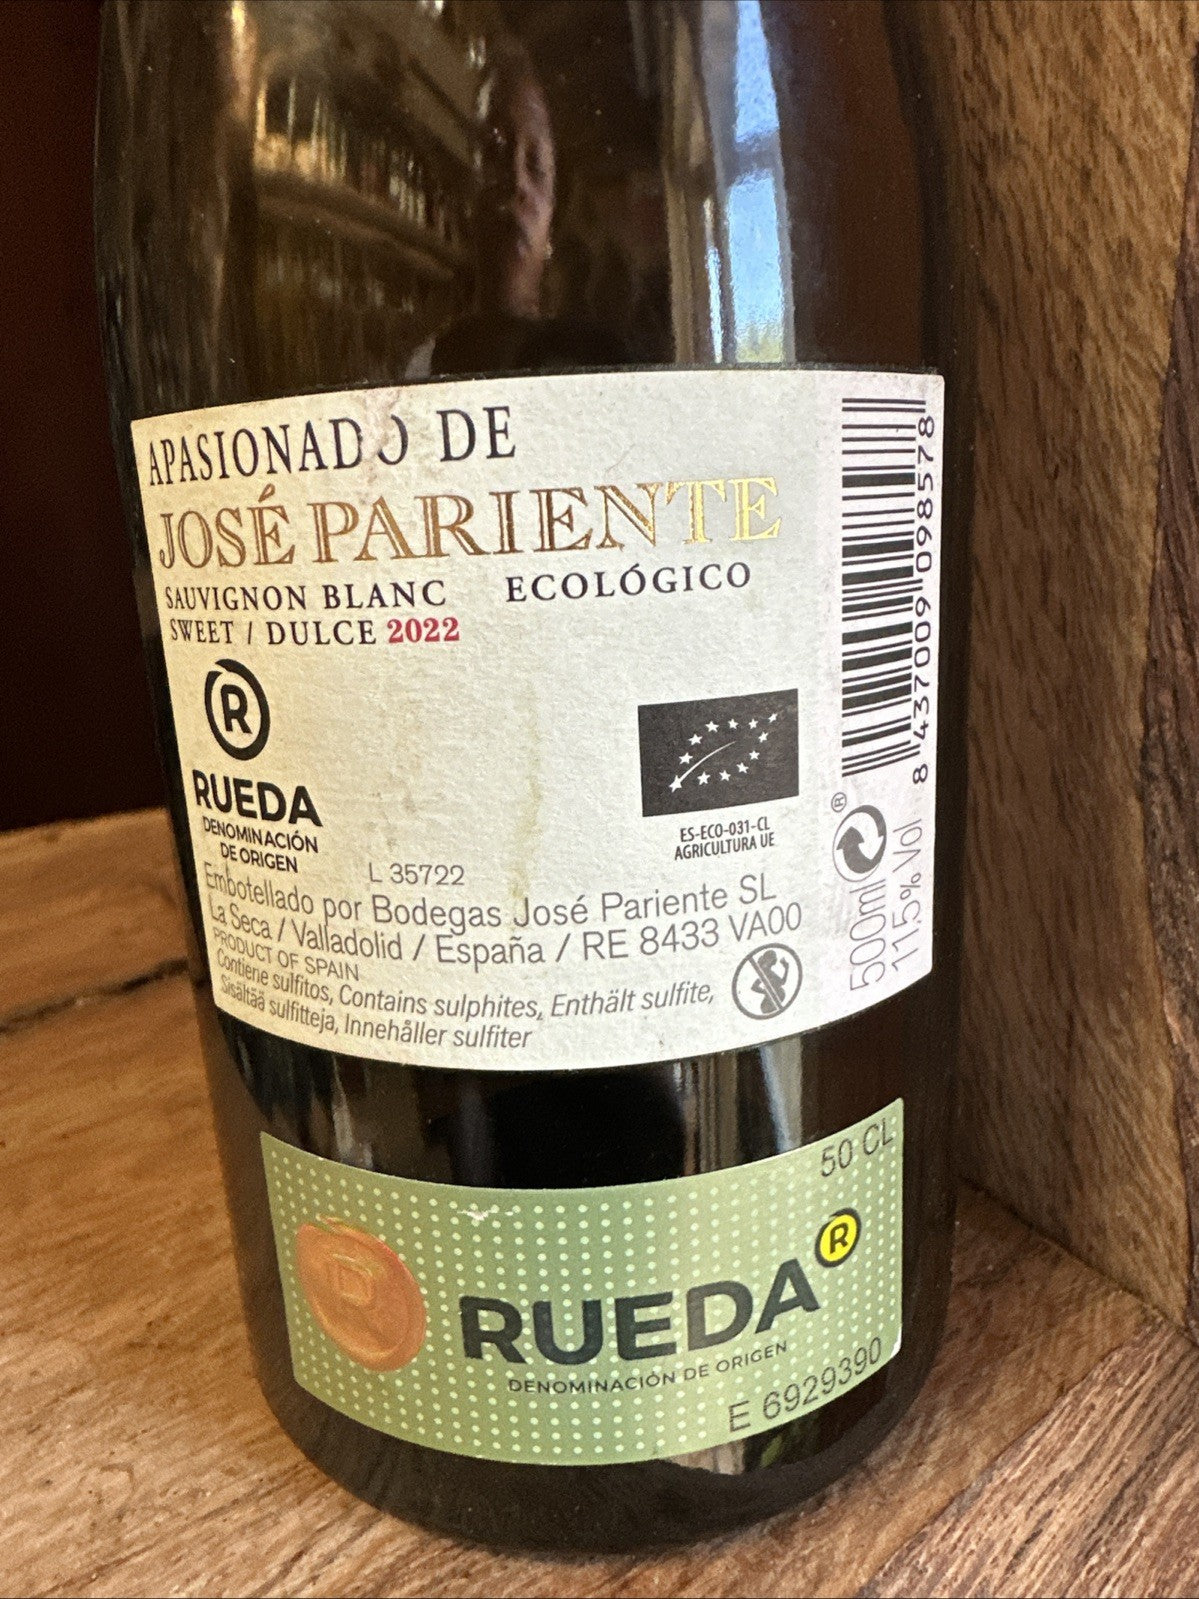 APASIONADO DE
JOSÉ PARIENTE
SAUVIGNON BLANC ECOLÓGICO
SWEET / DULCE 2022
R
RUEDA
DENOMINACIÓN
DE ORIGEN
ES-ECO-031-CL
AGRICULTURA UE
L 35722
Embotellado por Bodegas José Pariente SL
La Seca / Valladolid / España / RE 8433 VA00
PRODUCT OF SPAIN
Contiene sulfitos, Contains sulphites, Enthält sulfite,
Sisältää sulfitteja, Innehåller sulfiter
8 437009 098578
®
500ml
11.5% Vol.
50 CL
RUEDA R
DENOMINACIÓN DE ORIGEN
E 6929390